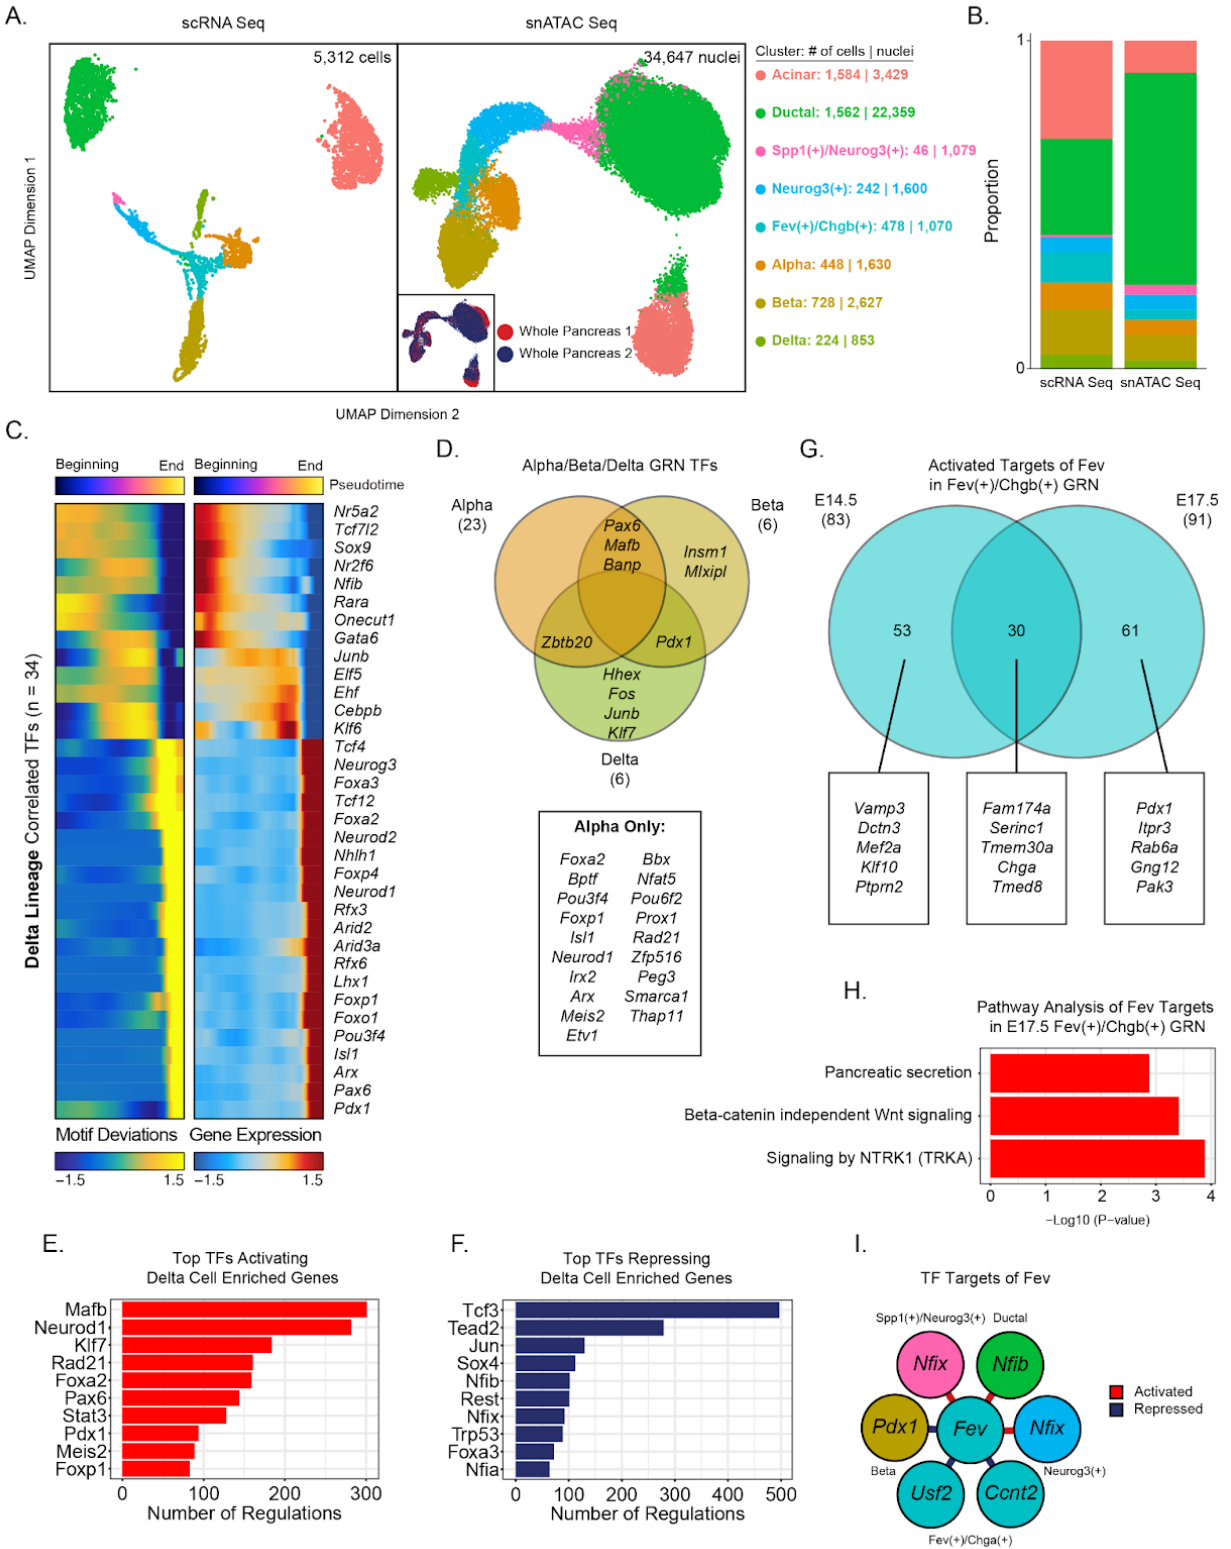 A.
scRNA Seq
snATAC Seq
5,312 cells
34,647 nuclei
UMAP Dimension 1
UMAP Dimension 2
Whole Pancreas 1
Whole Pancreas 2
Cluster: # of cells | nuclei
Acinar: 1,584 | 3,429
Ductal: 1,562 | 22,359
Spp1(+)/Neurog3(+): 46 | 1,079
Neurog3(+): 242 | 1,600
Fev(+)/Chgb(+): 478 | 1,070
Alpha: 448 | 1,630
Beta: 728 | 2,627
Delta: 224 | 853
B.
1
Proportion
0
scRNA Seq
snATAC Seq
C.
Beginning
End
Beginning
End
Pseudotime
Delta Lineage Correlated TFs (n = 34)
Nr5a2
Tcf7l2
Sox9
Nr2f6
Nfib
Rara
Onecut1
Gata6
Junb
Elf5
Ehf
Cebpb
Klf6
Tcf4
Neurog3
Foxa3
Tcf12
Foxa2
Neurod2
Nhlh1
Foxp4
Neurod1
Rfx3
Arid2
Arid3a
Rfx6
Lhx1
Foxp1
Foxo1
Pou3f4
Isl1
Arx
Pax6
Pdx1
Motif Deviations
Gene Expression
−1.5
1.5
−1.5
1.5
D.
Alpha/Beta/Delta GRN TFs
Alpha
(23)
Beta
(6)
Pax6
Mafb
Banp
Insm1
Mlxipl
Zbtb20
Pdx1
Hhex
Fos
Junb
Klf7
Delta
(6)
Alpha Only:
Foxa2 Bbx
Bptf Nfat5
Pou3f4 Pou6f2
Foxp1 Prox1
Isl1 Rad21
Neurod1 Zfp516
Irx2 Peg3
Arx Smarca1
Meis2 Thap11
Etv1
G.
Activated Targets of Fev
in Fev(+)/Chgb(+) GRN
E14.5
(83)
E17.5
(91)
53
30
61
Vamp3
Dctn3
Mef2a
Klf10
Ptprn2
Fam174a
Serinc1
Tmem30a
Chga
Tmed8
Pdx1
Itpr3
Rab6a
Gng12
Pak3
H.
Pathway Analysis of Fev Targets
in E17.5 Fev(+)/Chgb(+) GRN
Pancreatic secretion
Beta-catenin independent Wnt signaling
Signaling by NTRK1 (TRKA)
0 1 2 3 4
−Log10 (P−value)
E.
Top TFs Activating
Delta Cell Enriched Genes
Mafb
Neurod1
Klf7
Rad21
Foxa2
Pax6
Stat3
Pdx1
Meis2
Foxp1
0 100 200 300
Number of Regulations
F.
Top TFs Repressing
Delta Cell Enriched Genes
Tcf3
Tead2
Jun
Sox4
Nfib
Rest
Nfix
Trp53
Foxa3
Nfia
0 100 200 300 400 500
Number of Regulations
I.
TF Targets of Fev
Spp1(+)/Neurog3(+) Ductal
Nfix
Nfib
Pdx1
Fev
Nfix
Beta
Neurog3(+)
Usf2
Ccnt2
Fev(+)/Chga(+)
Activated
Repressed